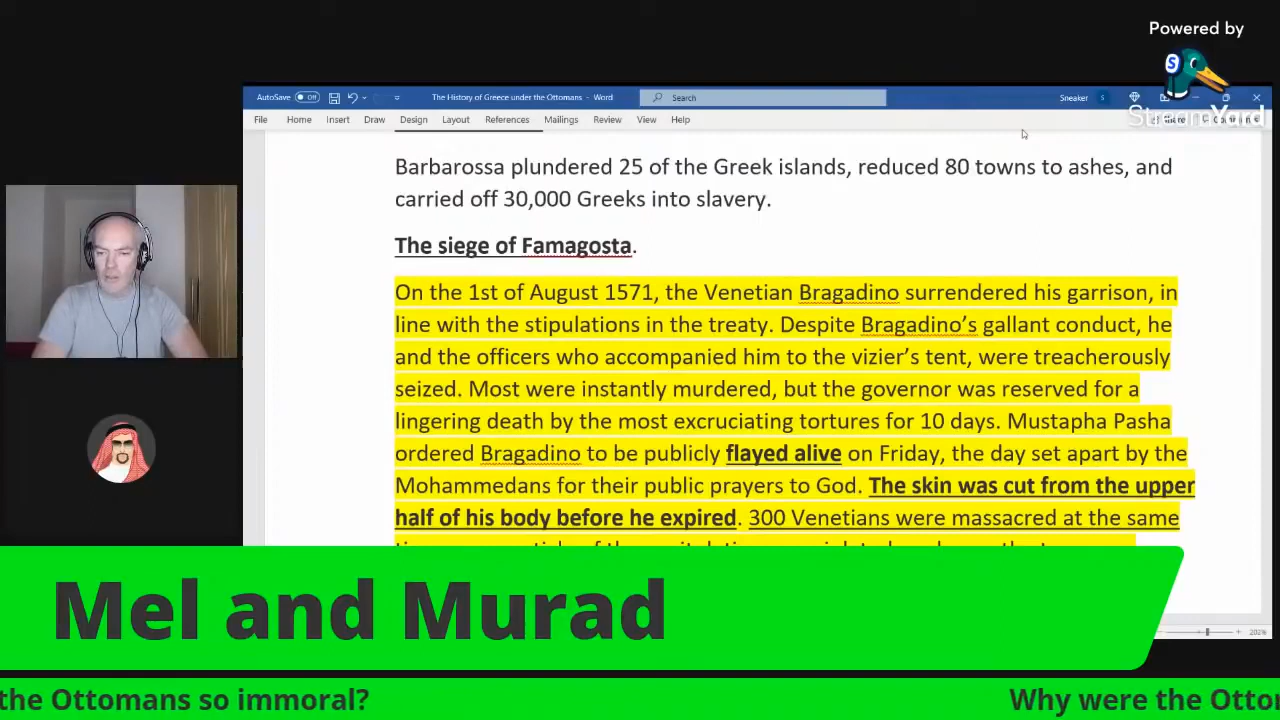 Powered by
StreamYard
AutoSave Off
The History of Greece under the Ottomans - Word
Search
Sneaker S
File Home Insert Draw Design Layout References Mailings Review View Help
Barbarossa plundered 25 of the Greek islands, reduced 80 towns to ashes, and
carried off 30,000 Greeks into slavery.
The siege of Famagosta.
On the 1st of August 1571, the Venetian Bragadino surrendered his garrison, in
line with the stipulations in the treaty. Despite Bragadino’s gallant conduct, he
and the officers who accompanied him to the vizier’s tent, were treacherously
seized. Most were instantly murdered, but the governor was reserved for a
lingering death by the most excruciating tortures for 10 days. Mustapha Pasha
ordered Bragadino to be publicly flayed alive on Friday, the day set apart by the
Mohammedans for their public prayers to God. The skin was cut from the upper
half of his body before he expired. 300 Venetians were massacred at the same
202%
Mel and Murad
the Ottomans so immoral?
Why were the Otto